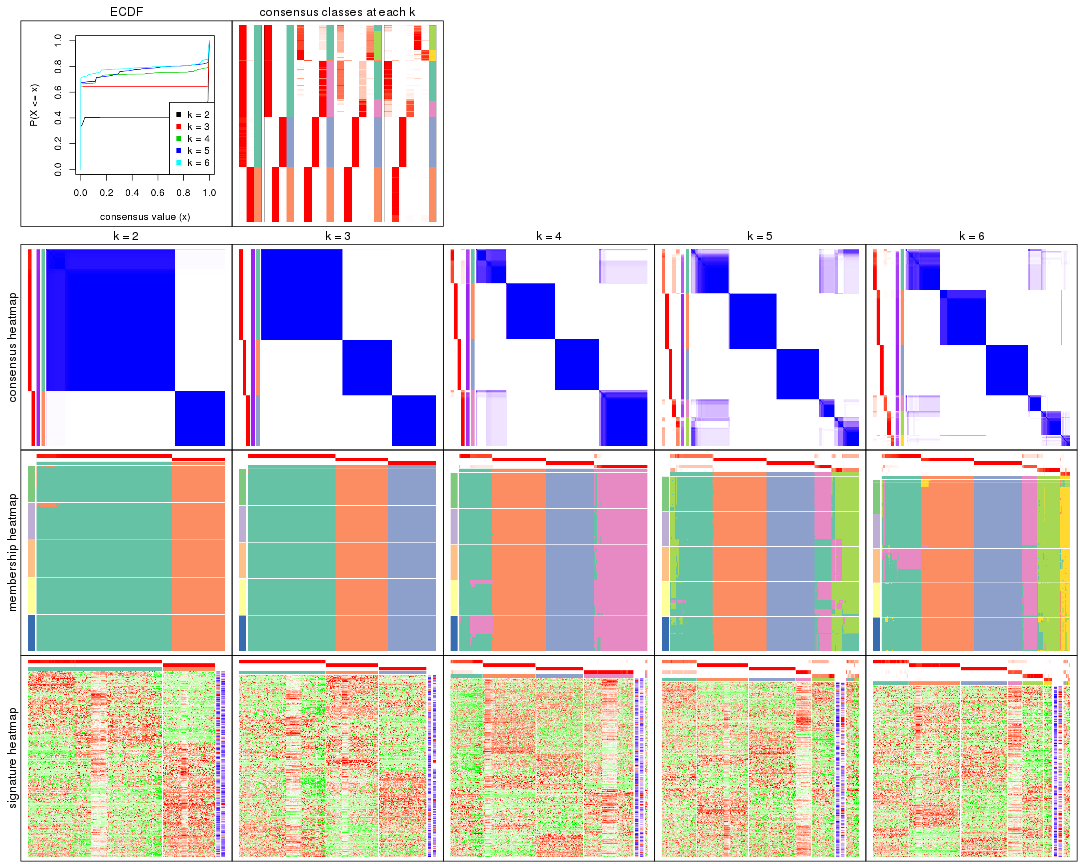 ECDF
consensus classes at each k
P(X <= x)
1.0
0.8
0.6
0.4
0.2
0.0
k = 2
k = 3
k = 4
k = 5
k = 6
0.0 0.2 0.4 0.6 0.8 1.0
consensus value (x)
k = 2
k = 3
k = 4
k = 5
k = 6
consensus heatmap
membership heatmap
signature heatmap